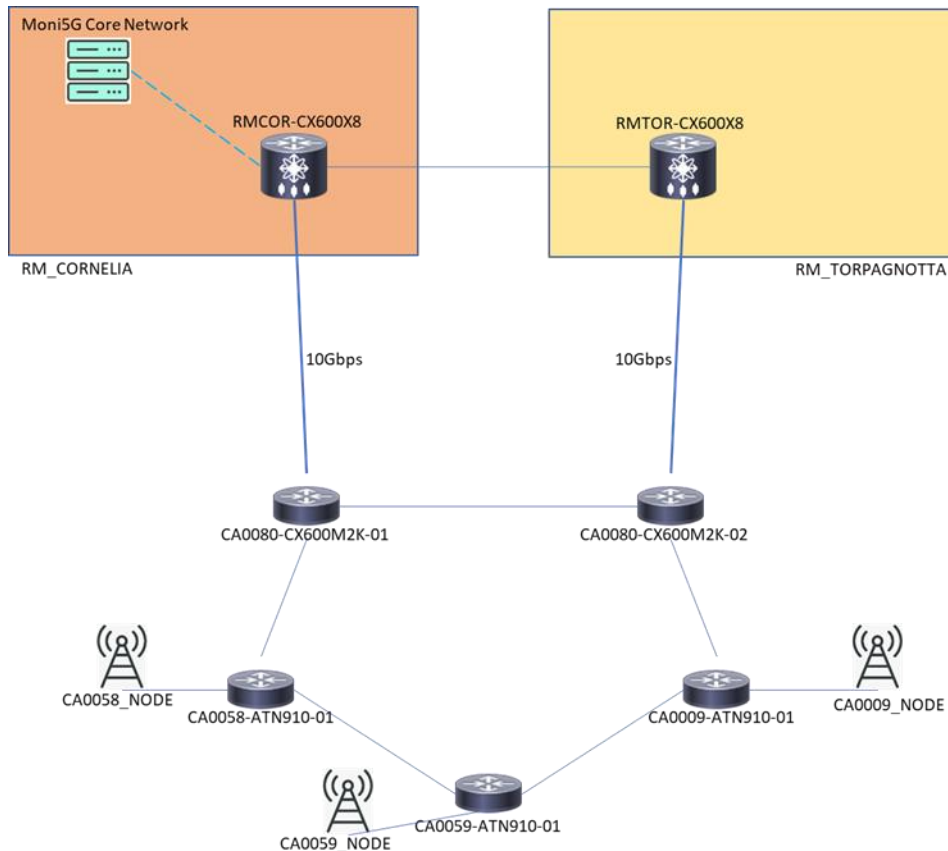 Moni5G Core Network
RMCOR-CX600X8
RMTOR-CX600X8
RM_CORNELIA
RM_TORPAGNOTTA
10Gbps
10Gbps
CA0080-CX600M2K-01
CA0080-CX600M2K-02
CA0058_NODE
CA0058-ATN910-01
CA0009-ATN910-01
CA0009_NODE
CA0059-ATN910-01
CA0059_NODE